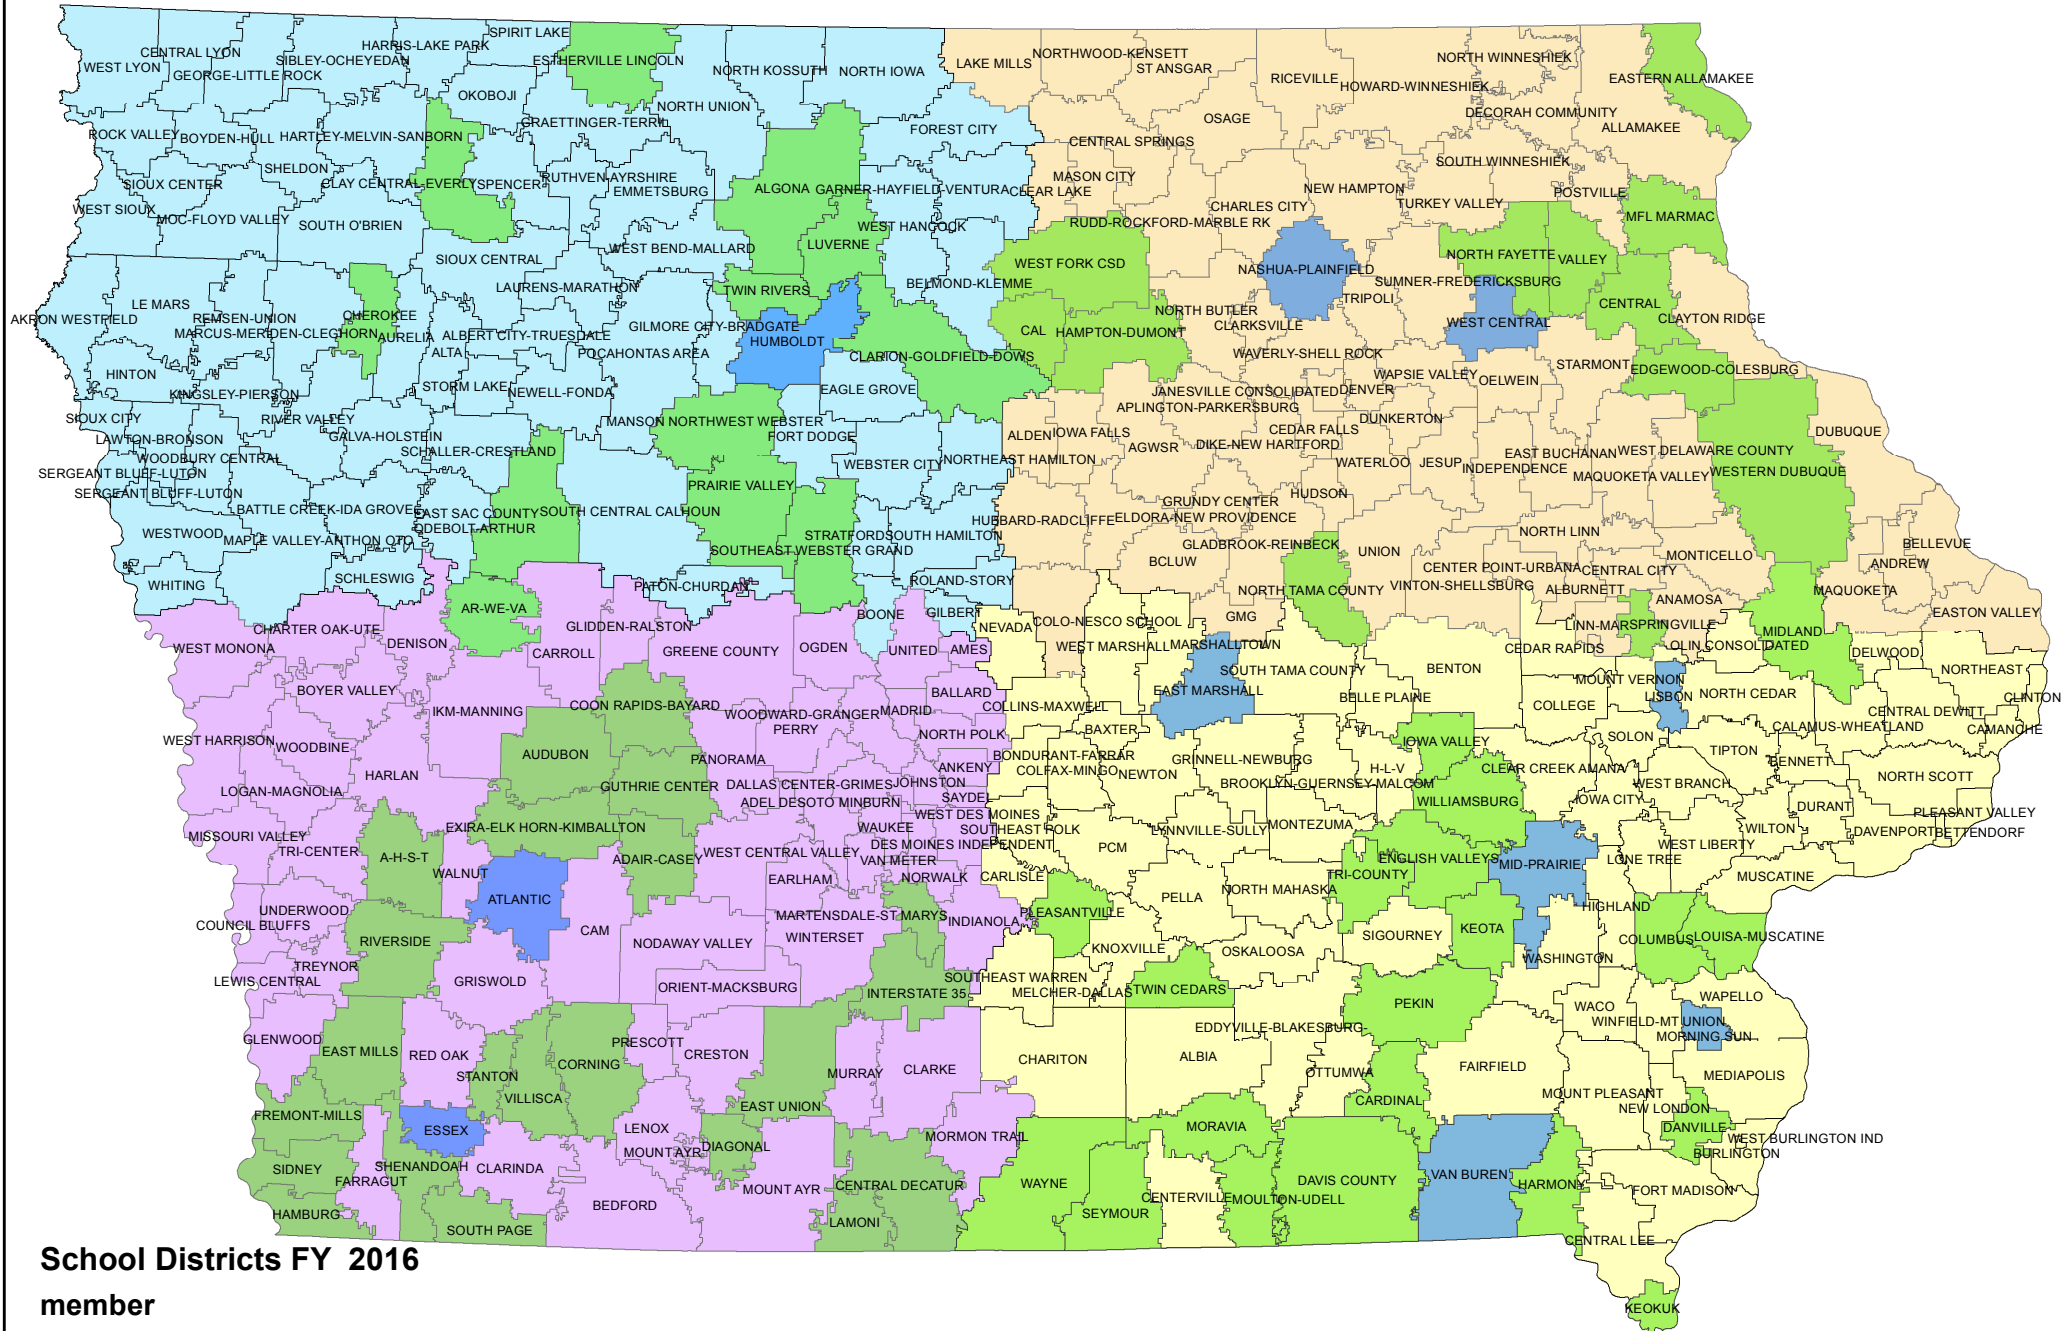 SPIRIT LAKE
HARRIS-LAKE PARK
CENTRAL LYON
SIBLEY-OCHEYEDAN
ESTHERVILLE LINCOLN
WEST LYON
GEORGE-LITTLE ROCK
NORTH KOSSUTH
NORTH IOWA
LAKE MILLS
NORTHWOOD-KENSETT
ST ANSGAR
RICEVILLE
HOWARD-WINNESHIEK
NORTH WINNESHIEK
EASTERN ALLAMAKEE
OKOBOJI
NORTH UNION
GRAETTINGER-TERRIL
ROCK VALLEY
BOYDEN-HULL
HARTLEY-MELVIN-SANBORN
FOREST CITY
CENTRAL SPRINGS
OSAGE
DECORAH COMMUNITY
ALLAMAKEE
SHELDON
SIOUX CENTER
CLAY CENTRAL-EVERLY
SPENCER
RUTHVEN-AYRSHIRE
EMMETSBURG
ALGONA
GARNER-HAYFIELD-VENTURA
CLEAR LAKE
MASON CITY
NEW HAMPTON
SOUTH WINNESHIEK
POSTVILLE
TURKEY VALLEY
MFL MARMAC
WEST SIOUX
MOC-FLOYD VALLEY
SOUTH O'BRIEN
WEST HANCOCK
CHARLES CITY
RUDD-ROCKFORD-MARBLE RK
WEST BEND-MALLARD
LUVERNE
SIOUX CENTRAL
WEST FORK CSD
NASHUA-PLAINFIELD
NORTH FAYETTE
VALLEY
LAURENS-MARATHON
TWIN RIVERS
BELMOND-KLEMME
SUMNER-FREDERICKSBURG
TRIPOLI
CENTRAL
LE MARS
AKRON WESTFIELD
REMSEN-UNION
CHEROKEE
MARCUS-MERIDEN-CLEGHORN
AURELIA
ALBERT CITY-TRUESDALE
GILMORE CITY-BRADGATE
HUMBOLDT
CAL
HAMPTON-DUMONT
NORTH BUTLER
CLARKSVILLE
WEST CENTRAL
CLAYTON RIDGE
ALTA
POCAHONTAS AREA
CLARION-GOLDFIELD-DOWS
WAVERLY-SHELL ROCK
STARMONT
EDGEWOOD-COLESBURG
HINTON
KINGSLEY-PIERSON
STORM LAKE
NEWELL-FONDA
EAGLE GROVE
JANESVILLE CONSOLIDATED
DENVER
WAPSIE VALLEY
OELWEIN
APLINGTON-PARKERSBURG
SIOUX CITY
RIVER VALLEY
MANSON NORTHWEST WEBSTER
DUNKERTON
LAWTON-BRONSON
GALVA-HOLSTEIN
FORT DODGE
ALDEN
IOWA FALLS
AGWSR
CEDAR FALLS
DIKE-NEW HARTFORD
DUBUQUE
WOODBURY CENTRAL
SCHALLER-CRESTLAND
WEBSTER CITY
NORTHEAST HAMILTON
WATERLOO
JESUP
INDEPENDENCE
EAST BUCHANAN
WEST DELAWARE COUNTY
MAQUOKETA VALLEY
WESTERN DUBUQUE
SERGEANT BLUFF-LUTON
SERGEANT BLUFF-LUTON
PRAIRIE VALLEY
HUDSON
GRUNDY CENTER
BATTLE CREEK-IDA GROVE
EAST SAC COUNTY
ODEBOLT-ARTHUR
SOUTH CENTRAL CALHOUN
HUBBARD-RADCLIFFE
ELDORA-NEW PROVIDENCE
WESTWOOD
MAPLE VALLEY-ANTHON OTO
STRATFORD
SOUTH HAMILTON
SOUTHEAST WEBSTER GRAND
GLADBROOK-REINBECK
UNION
NORTH LINN
MONTICELLO
BELLEVUE
ANDREW
BCLUW
WHITING
SCHLESWIG
PATON-CHURDAN
ROLAND-STORY
NORTH TAMA COUNTY
VINTON-SHELLSBURG
CENTER POINT-URBANA
CENTRAL CITY
ALBURNETT
ANAMOSA
MAQUOKETA
EASTON VALLEY
AR-WE-VA
BOONE
GILBERT
NEVADA
COLO-NESCO SCHOOL
GMG
LINN-MAR
SPRINGVILLE
MIDLAND
CHARTER OAK-UTE
DENISON
GLIDDEN-RALSTON
WEST MONONA
CARROLL
GREENE COUNTY
OGDEN
UNITED
AMES
WEST MARSHALL
MARSHALLTOWN
CEDAR RAPIDS
OLIN CONSOLIDATED
DELWOOD
NORTHEAST
BOYER VALLEY
BALLARD
EAST MARSHALL
SOUTH TAMA COUNTY
BENTON
BELLE PLAINE
MOUNT VERNON
LISBON
NORTH CEDAR
CLINTON
IKM-MANNING
COON RAPIDS-BAYARD
WOODWARD-GRANGER
MADRID
PERRY
COLLINS-MAXWELL
COLLEGE
CENTRAL DEWITT
CALAMUS-WHEATLAND
CAMANCHE
WEST HARRISON
WOODBINE
NORTH POLK
BAXTER
IOWA VALLEY
SOLON
TIPTON
AUDUBON
PANORAMA
ANKENY
BONDURANT-FARRAR
COLFAX-MINGO
NEWTON
GRINNELL-NEWBURG
H-L-V
CLEAR CREEK AMANA
BENNETT
NORTH SCOTT
HARLAN
GUTHRIE CENTER
DALLAS CENTER-GRIMES
JOHNSTON
BROOKLYN-GUERNSEY-MALCOM
WEST BRANCH
LOGAN-MAGNOLIA
ADEL DESOTO MINBURN
SAYDEL
WILLIAMSBURG
IOWA CITY
DURANT
PLEASANT VALLEY
WEST DES MOINES
MISSOURI VALLEY
EXIRA-ELK HORN-KIMBALLTON
WAUKEE
SOUTHEAST POLK
LYNNVILLE-SULLY
MONTEZUMA
WILTON
DAVENPORT
BETTENDORF
TRI-CENTER
A-H-S-T
ADAIR-CASEY
WEST CENTRAL VALLEY
DES MOINES INDEPENDENT
VAN METER
PCM
ENGLISH VALLEYS
MID-PRAIRIE
LONE TREE
WEST LIBERTY
WALNUT
EARLHAM
NORWALK
CARLISLE
TRI-COUNTY
MUSCATINE
ATLANTIC
PELLA
NORTH MAHASKA
UNDERWOOD
COUNCIL BLUFFS
CAM
MARTENSDALE-ST MARYS
INDIANOLA
PLEASANTVILLE
HIGHLAND
RIVERSIDE
NODAWAY VALLEY
WINTERSET
KNOXVILLE
OSKALOOSA
SIGOURNEY
KEOTA
COLUMBUS
LOUISA-MUSCATINE
WASHINGTON
TREYNOR
LEWIS CENTRAL
GRISWOLD
ORIENT-MACKSBURG
INTERSTATE 35
SOUTHEAST WARREN
MELCHER-DALLAS
TWIN CEDARS
PEKIN
WACO
WAPELLO
GLENWOOD
EDDYVILLE-BLAKESBURG-
WINFIELD-MT UNION
MORNING SUN
EAST MILLS
RED OAK
PRESCOTT
CRESTON
CHARITON
ALBIA
STANTON
CORNING
MURRAY
CLARKE
OTTUMWA
FAIRFIELD
MEDIAPOLIS
VILLISCA
EAST UNION
CARDINAL
MOUNT PLEASANT
NEW LONDON
FREMONT-MILLS
ESSEX
LENOX
DIAGONAL
MORMON TRAIL
MORAVIA
DANVILLE
WEST BURLINGTON IND
BURLINGTON
MOUNT AYR
SIDNEY
SHENANDOAH
CLARINDA
FARRAGUT
MOUNT AYR
CENTRAL DECATUR
WAYNE
DAVIS COUNTY
VAN BUREN
HARMONY
FORT MADISON
BEDFORD
CENTERVILLE
MOULTON-UDELL
HAMBURG
SOUTH PAGE
LAMONI
SEYMOUR
CENTRAL LEE
KEOKUK
School Districts FY 2016
member